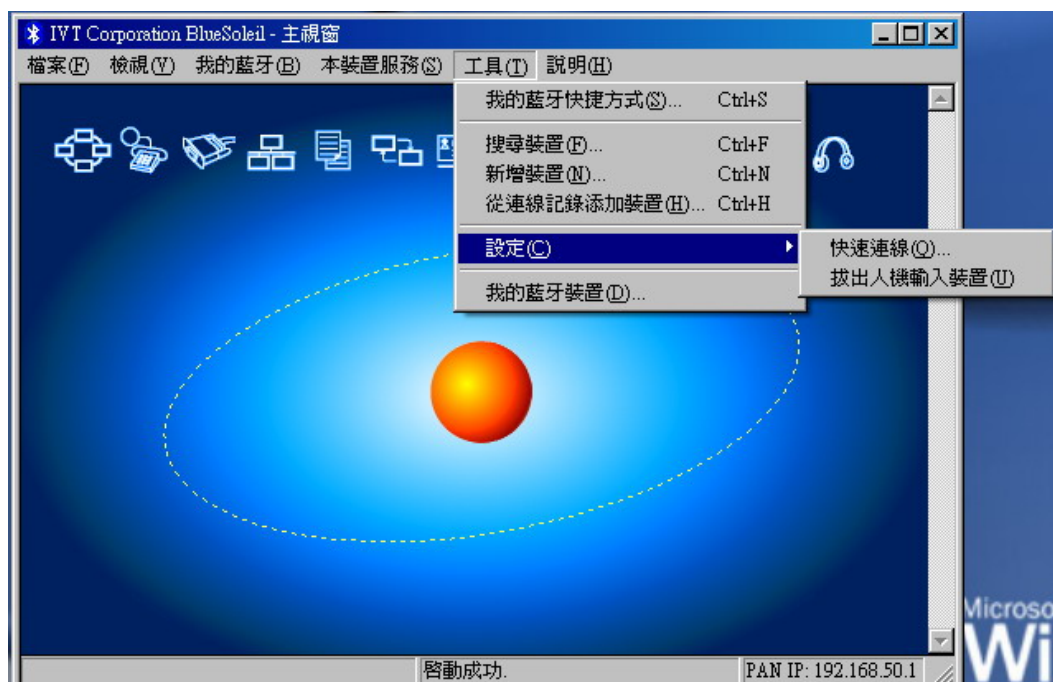 IVT Corporation BlueSoleil - 主視窗
檔案(F) 檢視(V) 我的藍牙(B) 本裝置服務(S) 工具(T) 說明(H)
我的藍牙快捷方式(S)... Ctrl+S
搜尋裝置(F)... Ctrl+F
新增裝置(N)... Ctrl+N
從連線記錄添加裝置(H)... Ctrl+H
設定(C)
快速連線(Q)...
拔出人機輸入裝置(U)
我的藍牙裝置(D)...
Microso
Wi
啟動成功.
PAN IP: 192.168.50.1